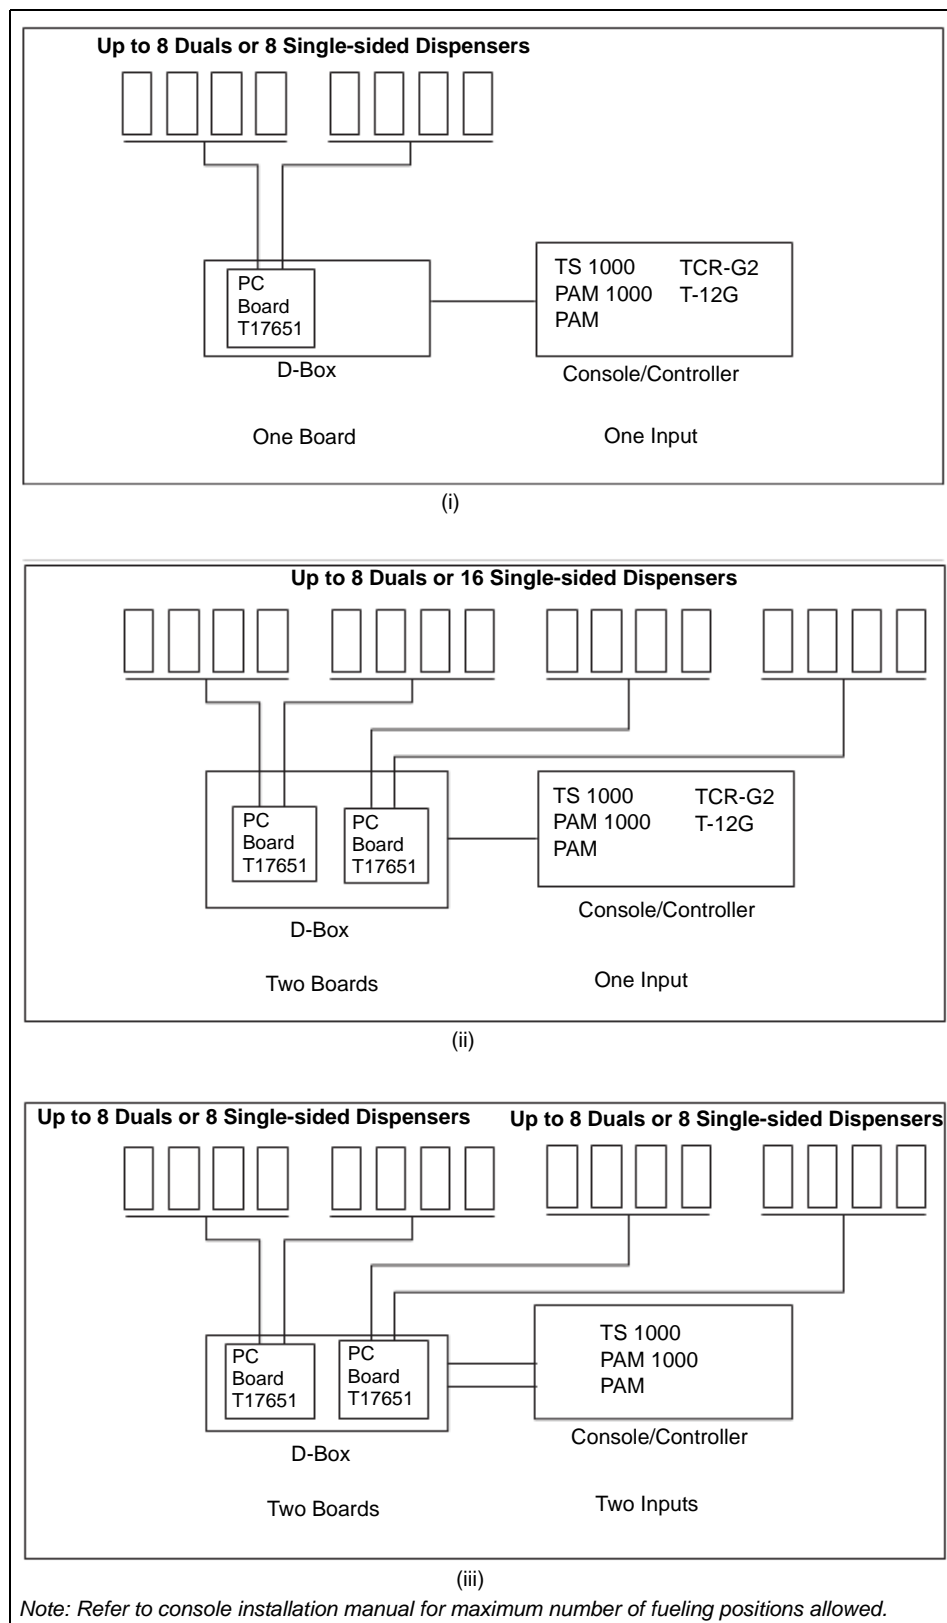 Up to 8 Duals or 8 Single-sided Dispensers
PC
Board
T17651
D-Box
TS 1000 TCR-G2
PAM 1000 T-12G
PAM
Console/Controller
One Board
One Input
(i)
Up to 8 Duals or 16 Single-sided Dispensers
PC
Board
T17651
PC
Board
T17651
D-Box
TS 1000 TCR-G2
PAM 1000 T-12G
PAM
Console/Controller
Two Boards
One Input
(ii)
Up to 8 Duals or 8 Single-sided Dispensers
Up to 8 Duals or 8 Single-sided Dispensers
PC
Board
T17651
PC
Board
T17651
D-Box
TS 1000
PAM 1000
PAM
Console/Controller
Two Boards
Two Inputs
(iii)
Note: Refer to console installation manual for maximum number of fueling positions allowed.